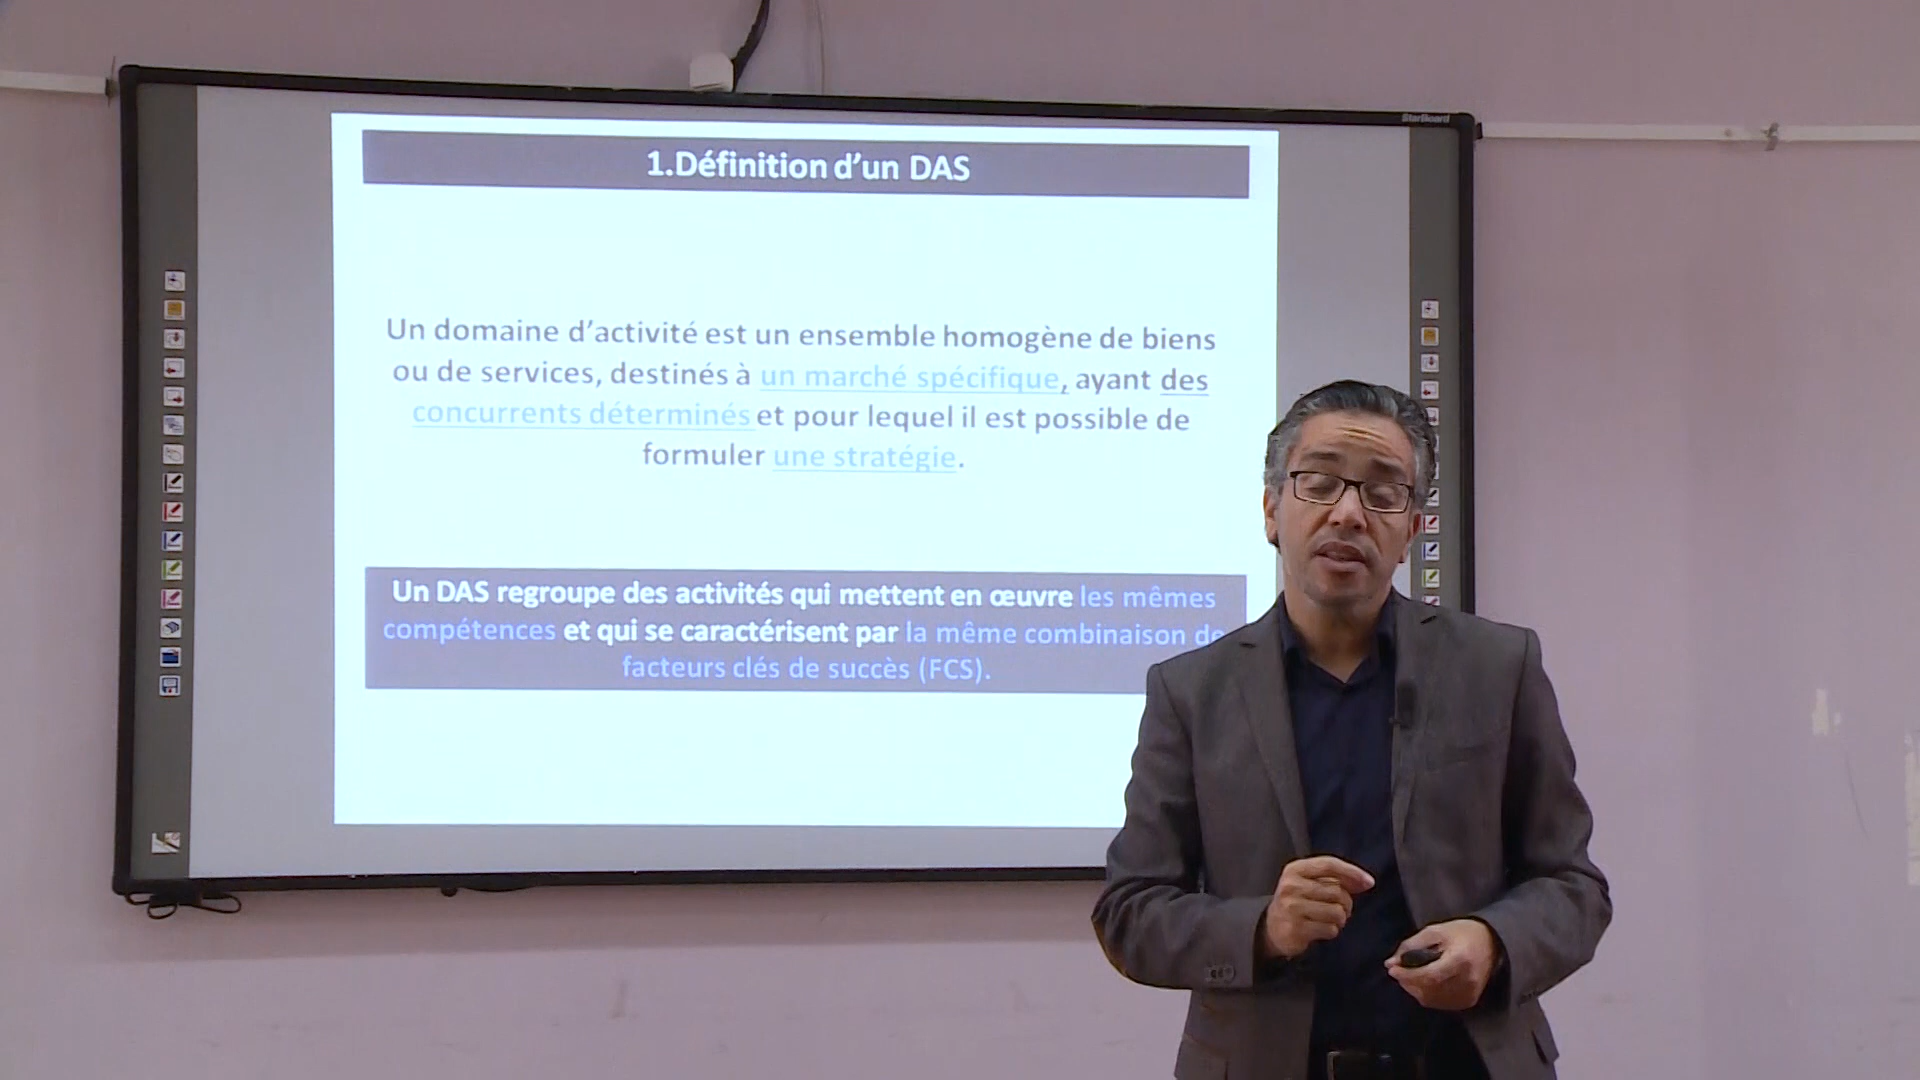 StarBoard
1.Définition d’un DAS
Un domaine d’activité est un ensemble homogène de biens
ou de services, destinés à un marché spécifique, ayant des
concurrents déterminés et pour lequel il est possible de
formuler une stratégie.
Un DAS regroupe des activités qui mettent en œuvre les mêmes
compétences et qui se caractérisent par la même combinaison de
facteurs clés de succès (FCS).